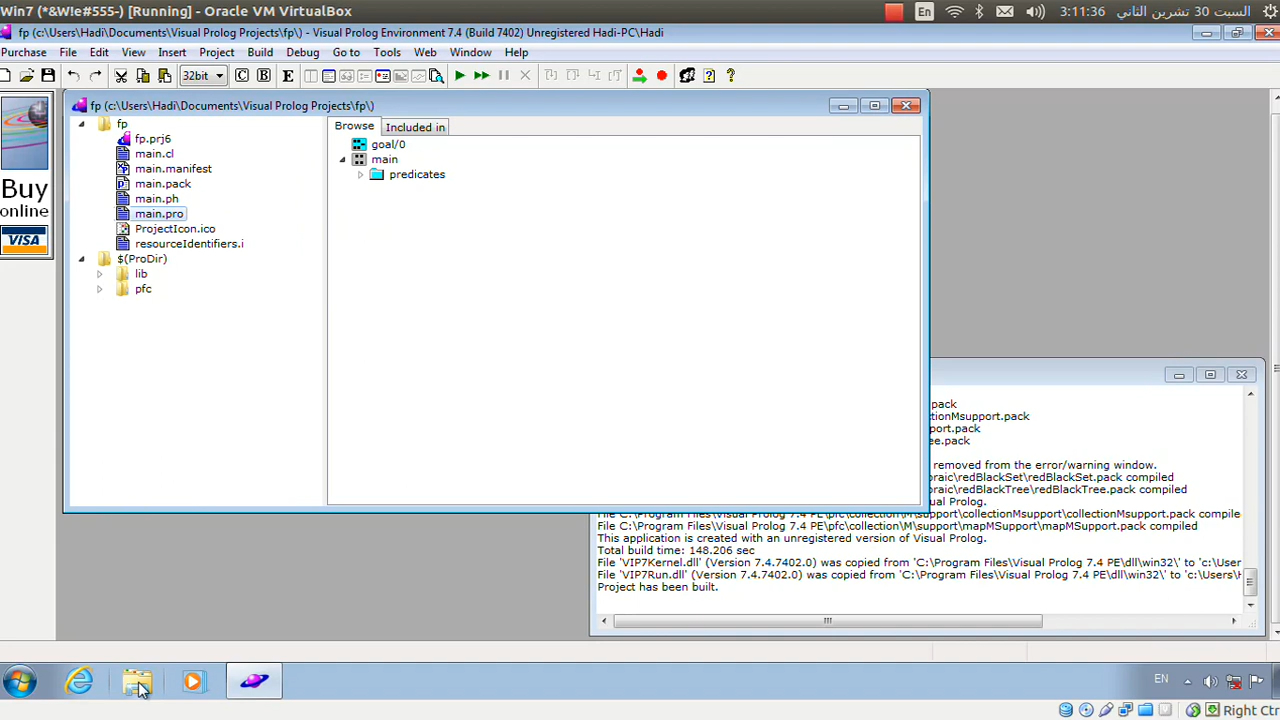 Win7 (*&W!e#555-) [Running] - Oracle VM VirtualBox
En
السبت 30 تشرين الثاني 3:11:36
fp (c:\Users\Hadi\Documents\Visual Prolog Projects\fp\) - Visual Prolog Environment 7.4 (Build 7402) Unregistered Hadi-PC\Hadi
Purchase File Edit View Insert Project Build Debug Go to Tools Web Window Help
32bit C B E
fp (c:\Users\Hadi\Documents\Visual Prolog Projects\fp\)
fp
fp.prj6
main.cl
main.manifest
main.pack
main.ph
main.pro
ProjectIcon.ico
resourceIdentifiers.i
$(ProDir)
lib
pfc
Browse Included in
goal/0
main
predicates
Buy
online
VISA
.pack
ectionMsupport.pack
port.pack
ee.pack
removed from the error/warning window.
braic\redBlackSet\redBlackSet.pack compiled
braic\redBlackTree\redBlackTree.pack compiled
ual Prolog.
File C:\Program Files\Visual Prolog 7.4 PE\pfc\collection\M\support\collectionMsupport.pack compile
File C:\Program Files\Visual Prolog 7.4 PE\pfc\collection\M\support\mapMSupport\mapMSupport.pack compiled
This application is created with an unregistered version of Visual Prolog.
Total build time: 148.206 sec
File 'VIP7Kernel.dll' (Version 7.4.7402.0) was copied from 'C:\Program Files\Visual Prolog 7.4 PE\dll\win32\' to 'c:\User
File 'VIP7Run.dll' (Version 7.4.7402.0) was copied from 'C:\Program Files\Visual Prolog 7.4 PE\dll\win32\' to 'c:\Users\H
Project has been built.
EN
Right Ctrl